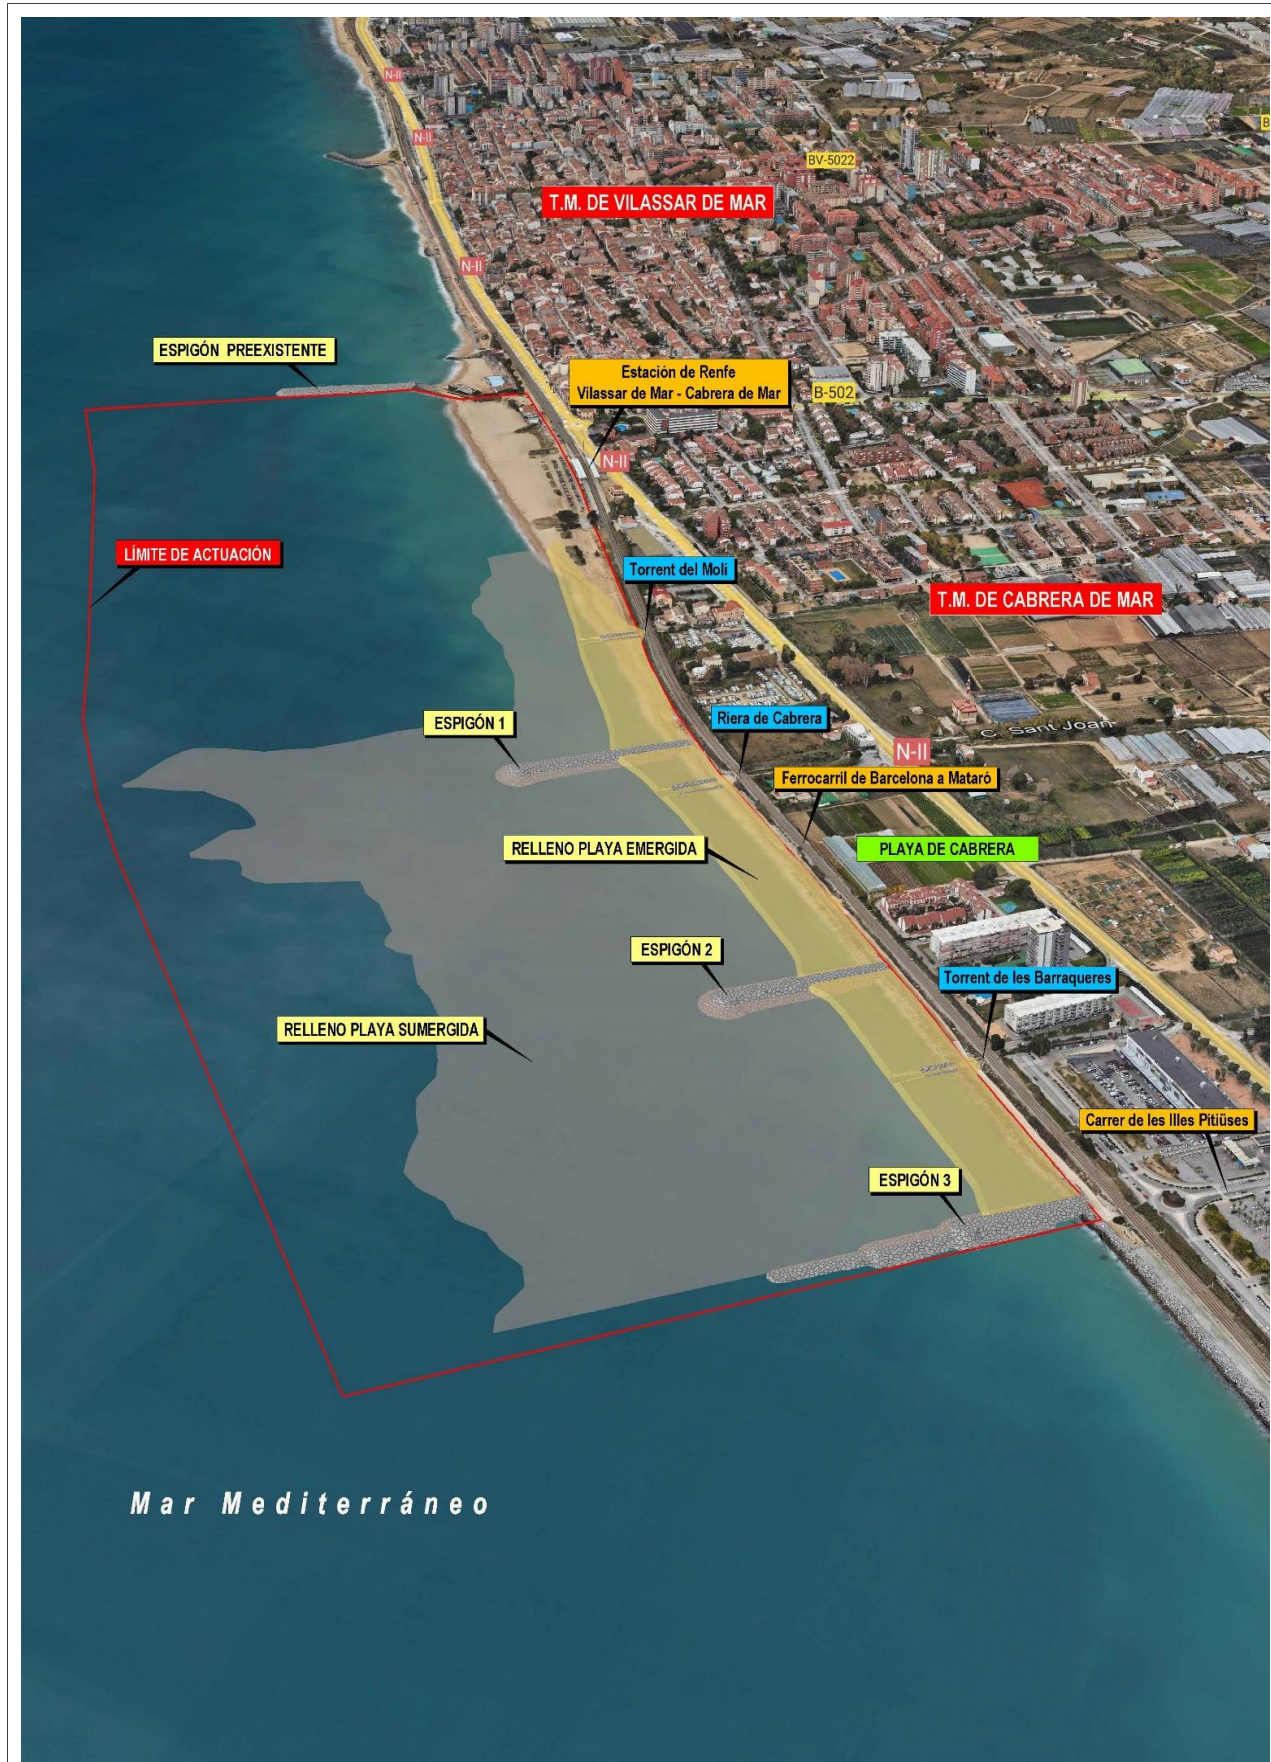 N-II
N-II
BV-5022
T.M. DE VILASSAR DE MAR
N-II
ESPIGÓN PREEXISTENTE
Estación de Renfe
Vilassar de Mar - Cabrera de Mar
B-502
N-II
LÍMITE DE ACTUACIÓN
Torrent del Molí
T.M. DE CABRERA DE MAR
ESPIGÓN 1
Riera de Cabrera
C. Sant Joan
N-II
Ferrocarril de Barcelona a Mataró
RELLENO PLAYA EMERGIDA
PLAYA DE CABRERA
ESPIGÓN 2
Torrent de les Barraqueres
RELLENO PLAYA SUMERGIDA
Carrer de les Illes Pitiüses
ESPIGÓN 3
Mar Mediterráneo